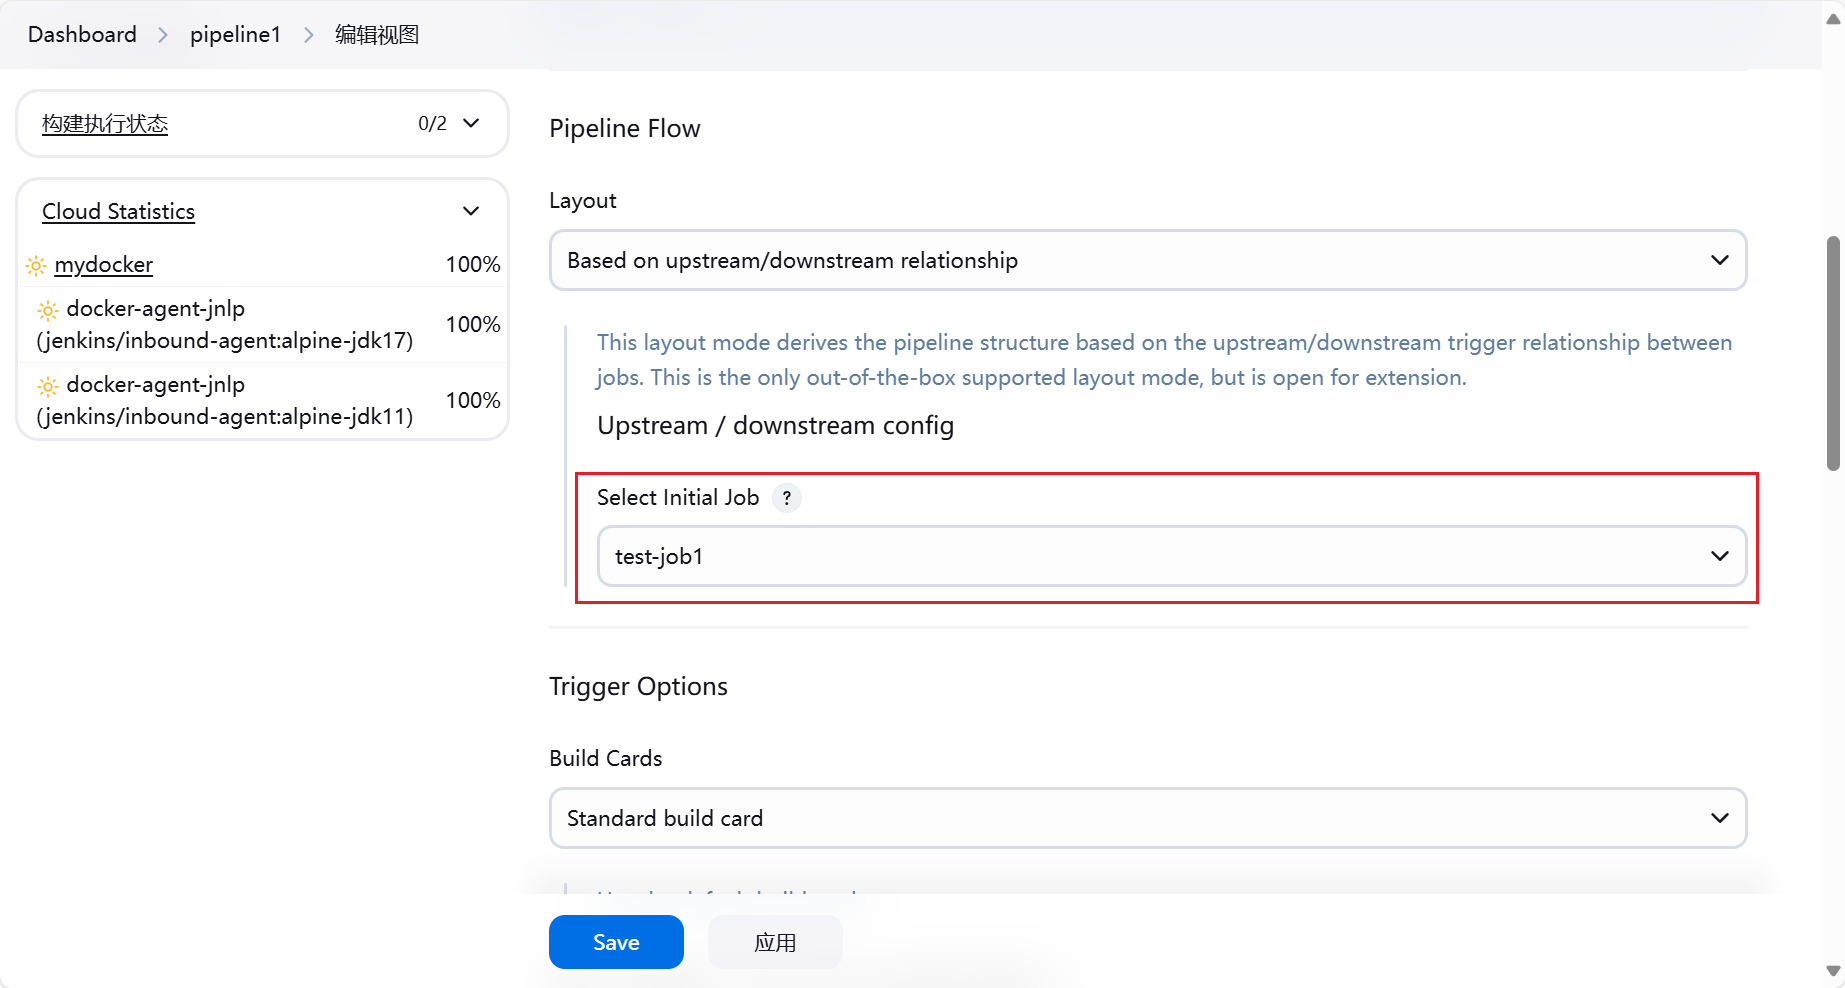 Dashboard > pipeline1 > 编辑视图
构建执行状态 0/2
Cloud Statistics
mydocker 100%
docker-agent-jnlp
(jenkins/inbound-agent:alpine-jdk17) 100%
docker-agent-jnlp
(jenkins/inbound-agent:alpine-jdk11) 100%
Pipeline Flow
Layout
Based on upstream/downstream relationship
This layout mode derives the pipeline structure based on the upstream/downstream trigger relationship between
jobs. This is the only out-of-the-box supported layout mode, but is open for extension.
Upstream / downstream config
Select Initial Job ?
test-job1
Trigger Options
Build Cards
Standard build card
Save 应用